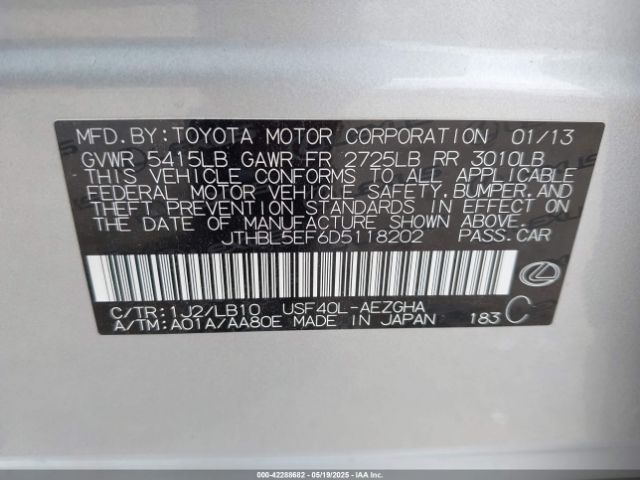 MFD.BY:TOYOTA MOTOR CORPORATION 01/13
GVWR 5415LB GAWR FR 2725LB RR 3010LB
THIS VEHICLE CONFORMS TO ALL APPLICABLE
FEDERAL MOTOR VEHICLE SAFETY, BUMPER, AND
THEFT PREVENTION STANDARDS IN EFFECT ON
THE DATE OF MANUFACTURE SHOWN ABOVE.
JTHBL5EF6D5118202 PASS.CAR
C/TR:1J2/LB10 USF40L-AEZGHA
A/TM:A01A/AA80E MADE IN JAPAN 183 C
000-42288682 - 05/19/2025 - IAAI.COM